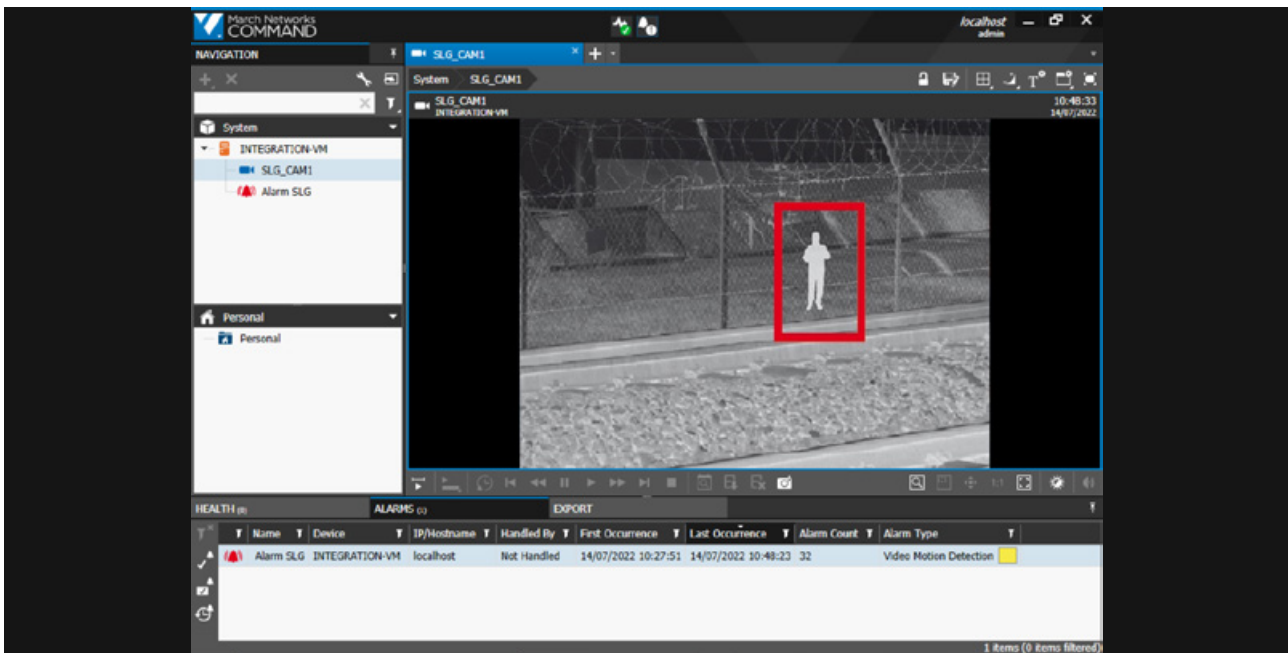 March Networks
COMMAND
localhost
admin
NAVIGATION
SLG_CAM1
System SLG_CAM1
SLG_CAM1
INTEGRATION-VM
10:48:33
14/07/2022
System
INTEGRATION-VM
SLG_CAM1
Alarm SLG
Personal
Personal
HEALTH (0) ALARMS (1) EXPORT
Name Device IP/Hostname Handled By First Occurrence Last Occurrence Alarm Count Alarm Type
Alarm SLG INTEGRATION-VM localhost Not Handled 14/07/2022 10:27:51 14/07/2022 10:48:23 32 Video Motion Detection
1 items (0 items filtered)